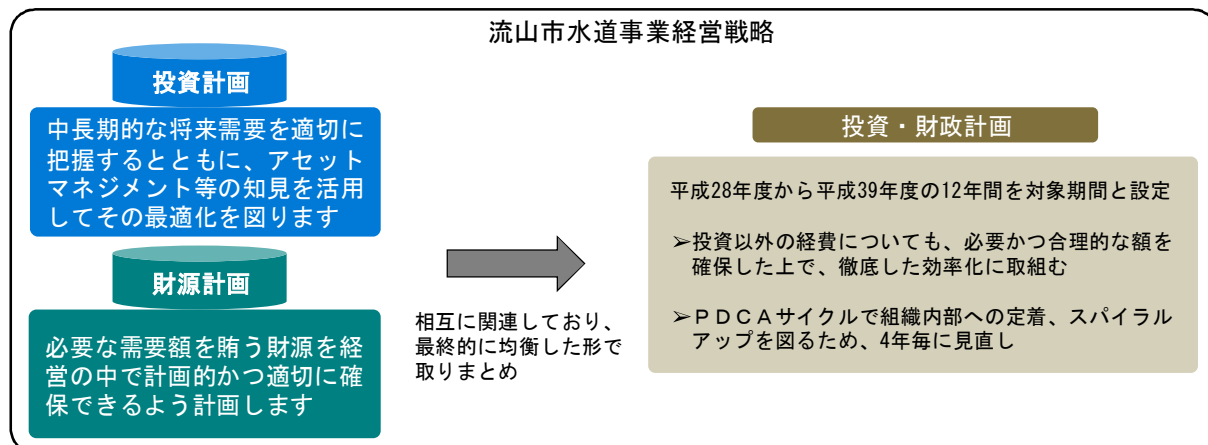 流山市水道事業経営戦略
投資計画
中長期的な将来需要を適切に
把握するとともに、アセット
マネジメント等の知見を活用
してその最適化を図ります
財源計画
必要な需要額を賄う財源を経
営の中で計画的かつ適切に確
保できるよう計画します
相互に関連しており、
最終的に均衡した形で
取りまとめ
投資・財政計画
平成28年度から平成39年度の12年間を対象期間と設定
➢投資以外の経費についても、必要かつ合理的な額を
確保した上で、徹底した効率化に取組む
➢ＰＤＣＡサイクルで組織内部への定着、スパイラル
アップを図るため、4年毎に見直し